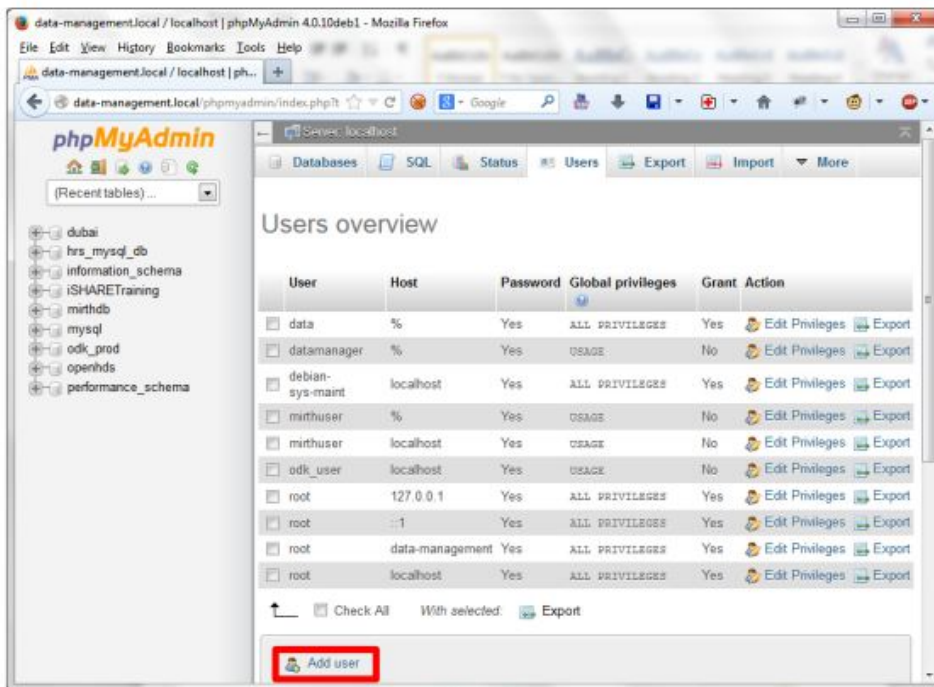 data-management.local / localhost | phpMyAdmin 4.0.10deb1 - Mozilla Firefox
File Edit View History Bookmarks Tools Help
data-management.local / localhost | ph... +
data-management.local/phpmyadmin/index.php?t Google
phpMyAdmin
(Recent tables) ...
dubai
hrs_mysql_db
information_schema
iSHARETraining
mirthdb
mysql
odk_prod
openhds
performance_schema
Server: localhost
Databases SQL Status Users Export Import More
Users overview
User Host Password Global privileges Grant Action
data % Yes ALL PRIVILEGES Yes Edit Privileges Export
datamanager % Yes USAGE No Edit Privileges Export
debian-
sys-maint localhost Yes ALL PRIVILEGES Yes Edit Privileges Export
mirthuser % Yes USAGE No Edit Privileges Export
mirthuser localhost Yes USAGE No Edit Privileges Export
odk_user localhost Yes USAGE No Edit Privileges Export
root 127.0.0.1 Yes ALL PRIVILEGES Yes Edit Privileges Export
root ::1 Yes ALL PRIVILEGES Yes Edit Privileges Export
root data-management Yes ALL PRIVILEGES Yes Edit Privileges Export
root localhost Yes ALL PRIVILEGES Yes Edit Privileges Export
Check All With selected: Export
Add user